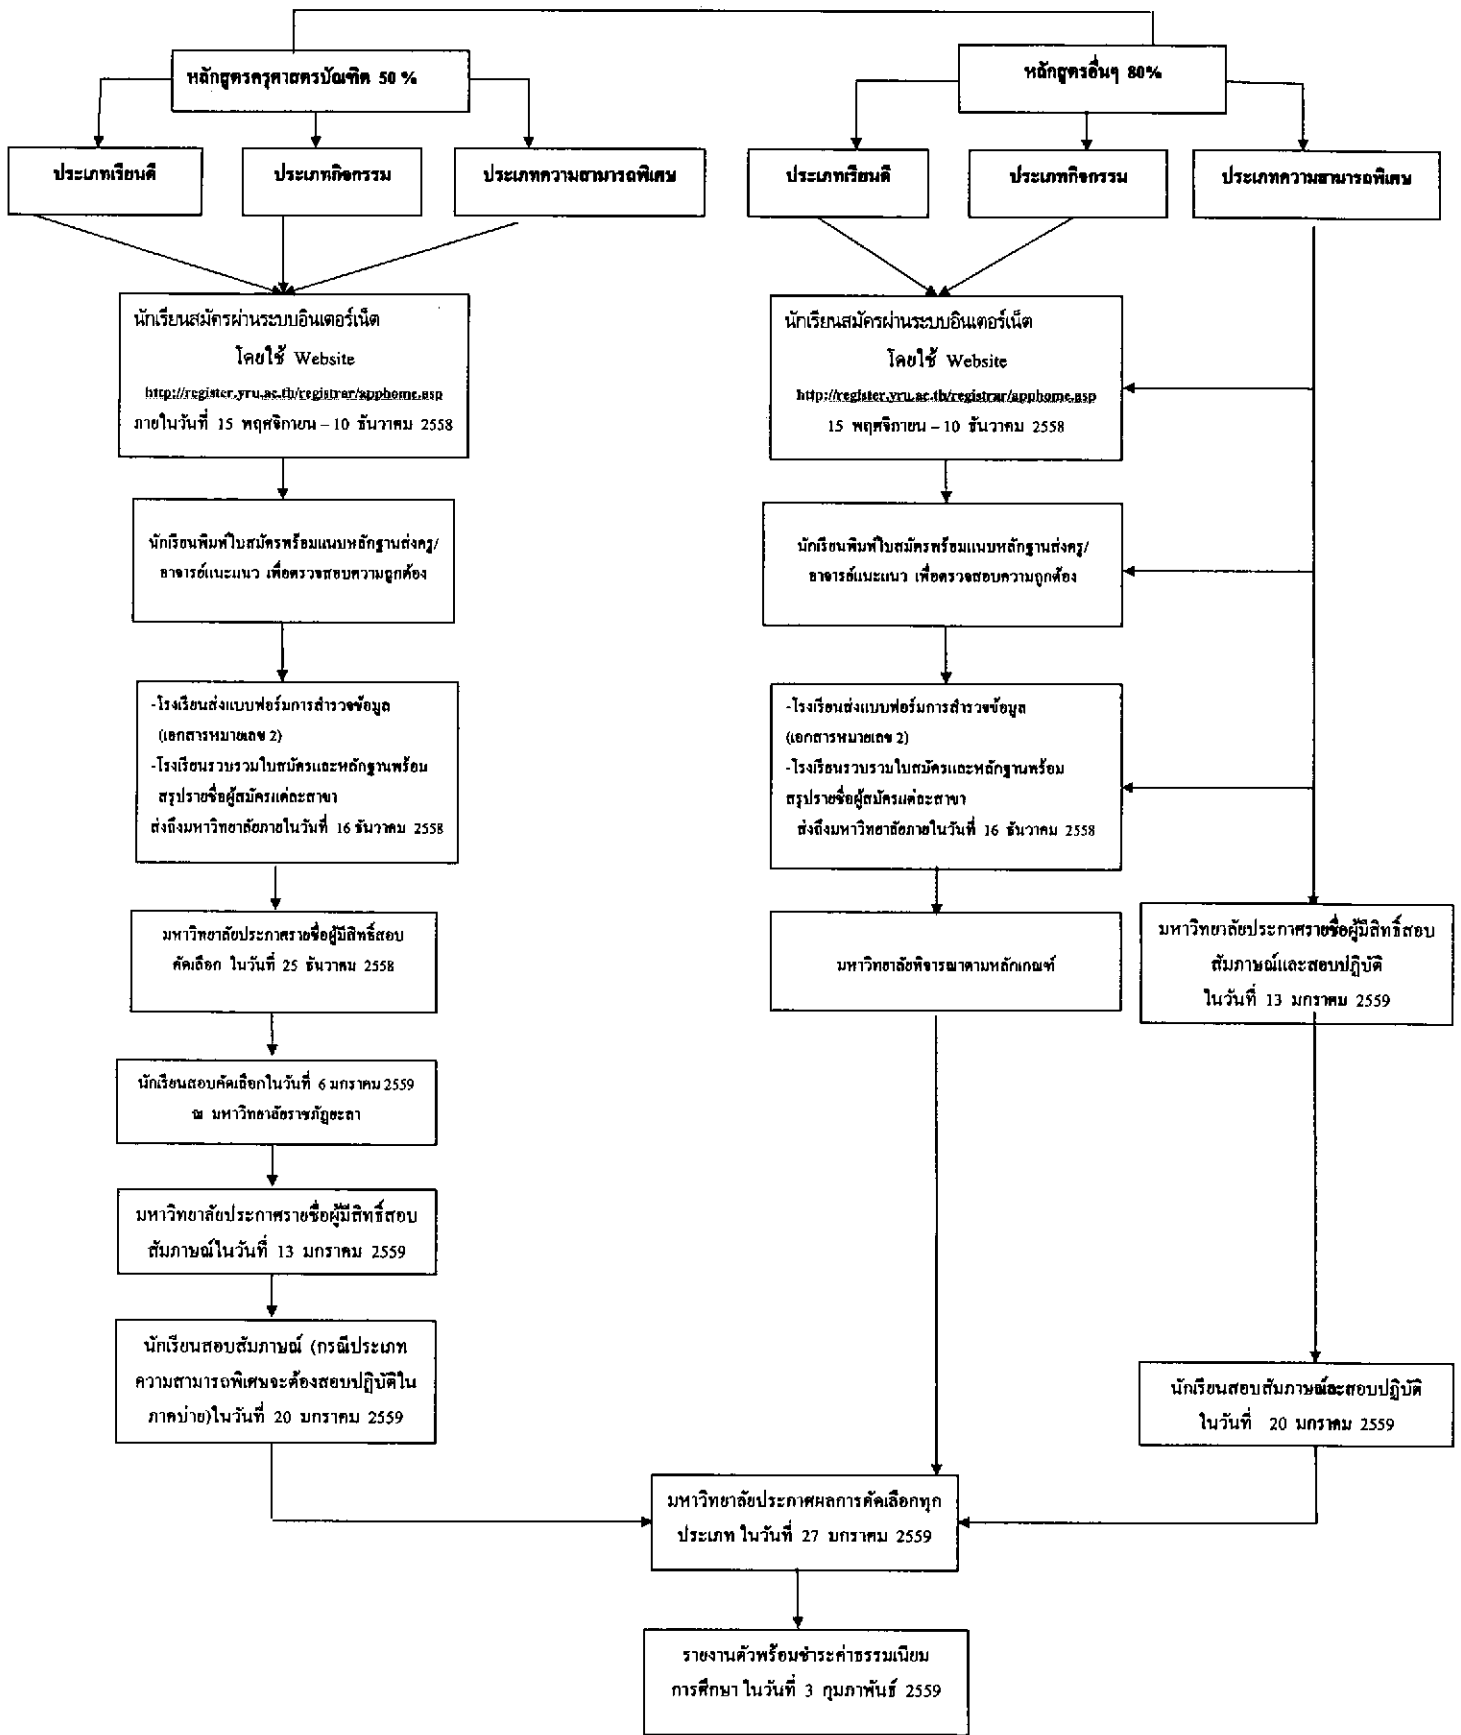 หลักสูตรครุศาสตรบัณฑิต 50 %
หลักสูตรอื่นๆ 80%
ประเภทเรียนดี
ประเภทกิจกรรม
ประเภทความสามารถพิเศษ
ประเภทเรียนดี
ประเภทกิจกรรม
ประเภทความสามารถพิเศษ
นักเรียนสมัครผ่านระบบอินเตอร์เน็ต
โดยใช้ Website
http://register.yru.ac.th/registrar/apphome.asp
ภายในวันที่ 15 พฤศจิกายน – 10 ธันวาคม 2558
นักเรียนสมัครผ่านระบบอินเตอร์เน็ต
โดยใช้ Website
http://register.yru.ac.th/registrar/apphome.asp
15 พฤศจิกายน – 10 ธันวาคม 2558
นักเรียนพิมพ์ใบสมัครพร้อมแนบหลักฐานส่งครู/
อาจารย์แนะแนว เพื่อตรวจสอบความถูกต้อง
นักเรียนพิมพ์ใบสมัครพร้อมแนบหลักฐานส่งครู/
อาจารย์แนะแนว เพื่อตรวจสอบความถูกต้อง
-โรงเรียนส่งแบบฟอร์มการสำรวจข้อมูล
(เอกสารหมายเลข 2)
-โรงเรียนรวบรวมใบสมัครและหลักฐานพร้อม
สรุปรายชื่อผู้สมัครแต่ละสาขา
ส่งถึงมหาวิทยาลัยภายในวันที่ 16 ธันวาคม 2558
-โรงเรียนส่งแบบฟอร์มการสำรวจข้อมูล
(เอกสารหมายเลข 2)
-โรงเรียนรวบรวมใบสมัครและหลักฐานพร้อม
สรุปรายชื่อผู้สมัครแต่ละสาขา
ส่งถึงมหาวิทยาลัยภายในวันที่ 16 ธันวาคม 2558
มหาวิทยาลัยประกาศรายชื่อผู้มีสิทธิ์สอบ
คัดเลือก ในวันที่ 25 ธันวาคม 2558
มหาวิทยาลัยพิจารณาตามหลักเกณฑ์
มหาวิทยาลัยประกาศรายชื่อผู้มีสิทธิ์สอบ
สัมภาษณ์และสอบปฏิบัติ
ในวันที่ 13 มกราคม 2559
นักเรียนสอบคัดเลือกในวันที่ 6 มกราคม 2559
ณ มหาวิทยาลัยราชภัฏยะลา
มหาวิทยาลัยประกาศรายชื่อผู้มีสิทธิ์สอบ
สัมภาษณ์ในวันที่ 13 มกราคม 2559
นักเรียนสอบสัมภาษณ์ (กรณีประเภท
ความสามารถพิเศษจะต้องสอบปฏิบัติใน
ภาคบ่าย)ในวันที่ 20 มกราคม 2559
นักเรียนสอบสัมภาษณ์ละสอบปฏิบัติ
ในวันที่ 20 มกราคม 2559
มหาวิทยาลัยประกาศผลการคัดเลือกทุก
ประเภท ในวันที่ 27 มกราคม 2559
รายงานตัวพร้อมชำระค่าธรรมเนียม
การศึกษา ในวันที่ 3 กุมภาพันธ์ 2559